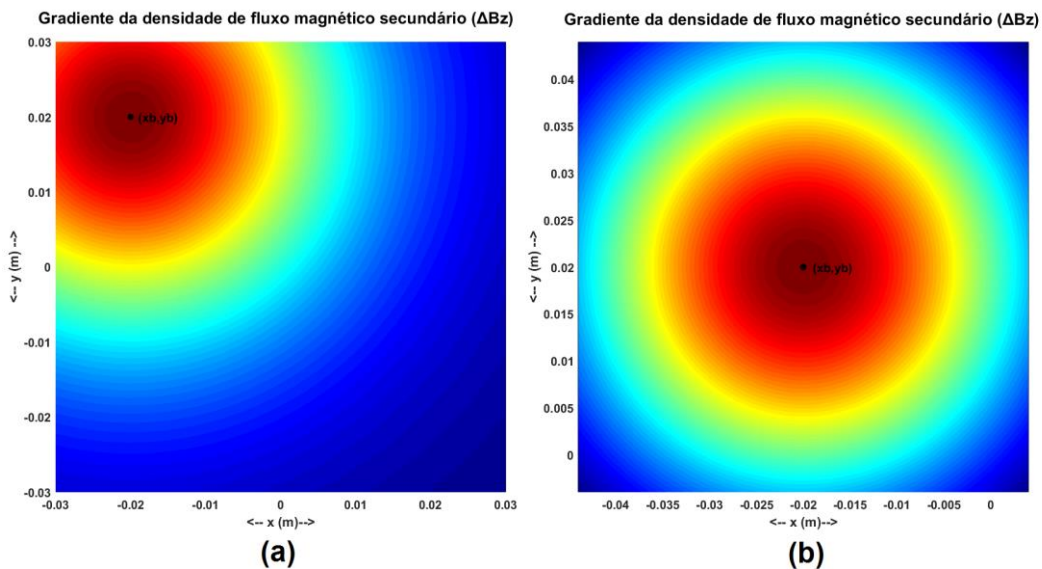 Gradiente da densidade de fluxo magnético secundário (ΔBz)
0.03
0.02
0.01
0
-0.01
-0.02
-0.03
<-- y (m) -->
(xb,yb)
-0.03 -0.02 -0.01 0 0.01 0.02 0.03
<-- x (m)-->
(a)
Gradiente da densidade de fluxo magnético secundário (ΔBz)
0.04
0.035
0.03
0.025
0.02
0.015
0.01
0.005
0
<-- y (m) -->
(xb,yb)
-0.04 -0.035 -0.03 -0.025 -0.02 -0.015 -0.01 -0.005 0
<-- x (m)-->
(b)